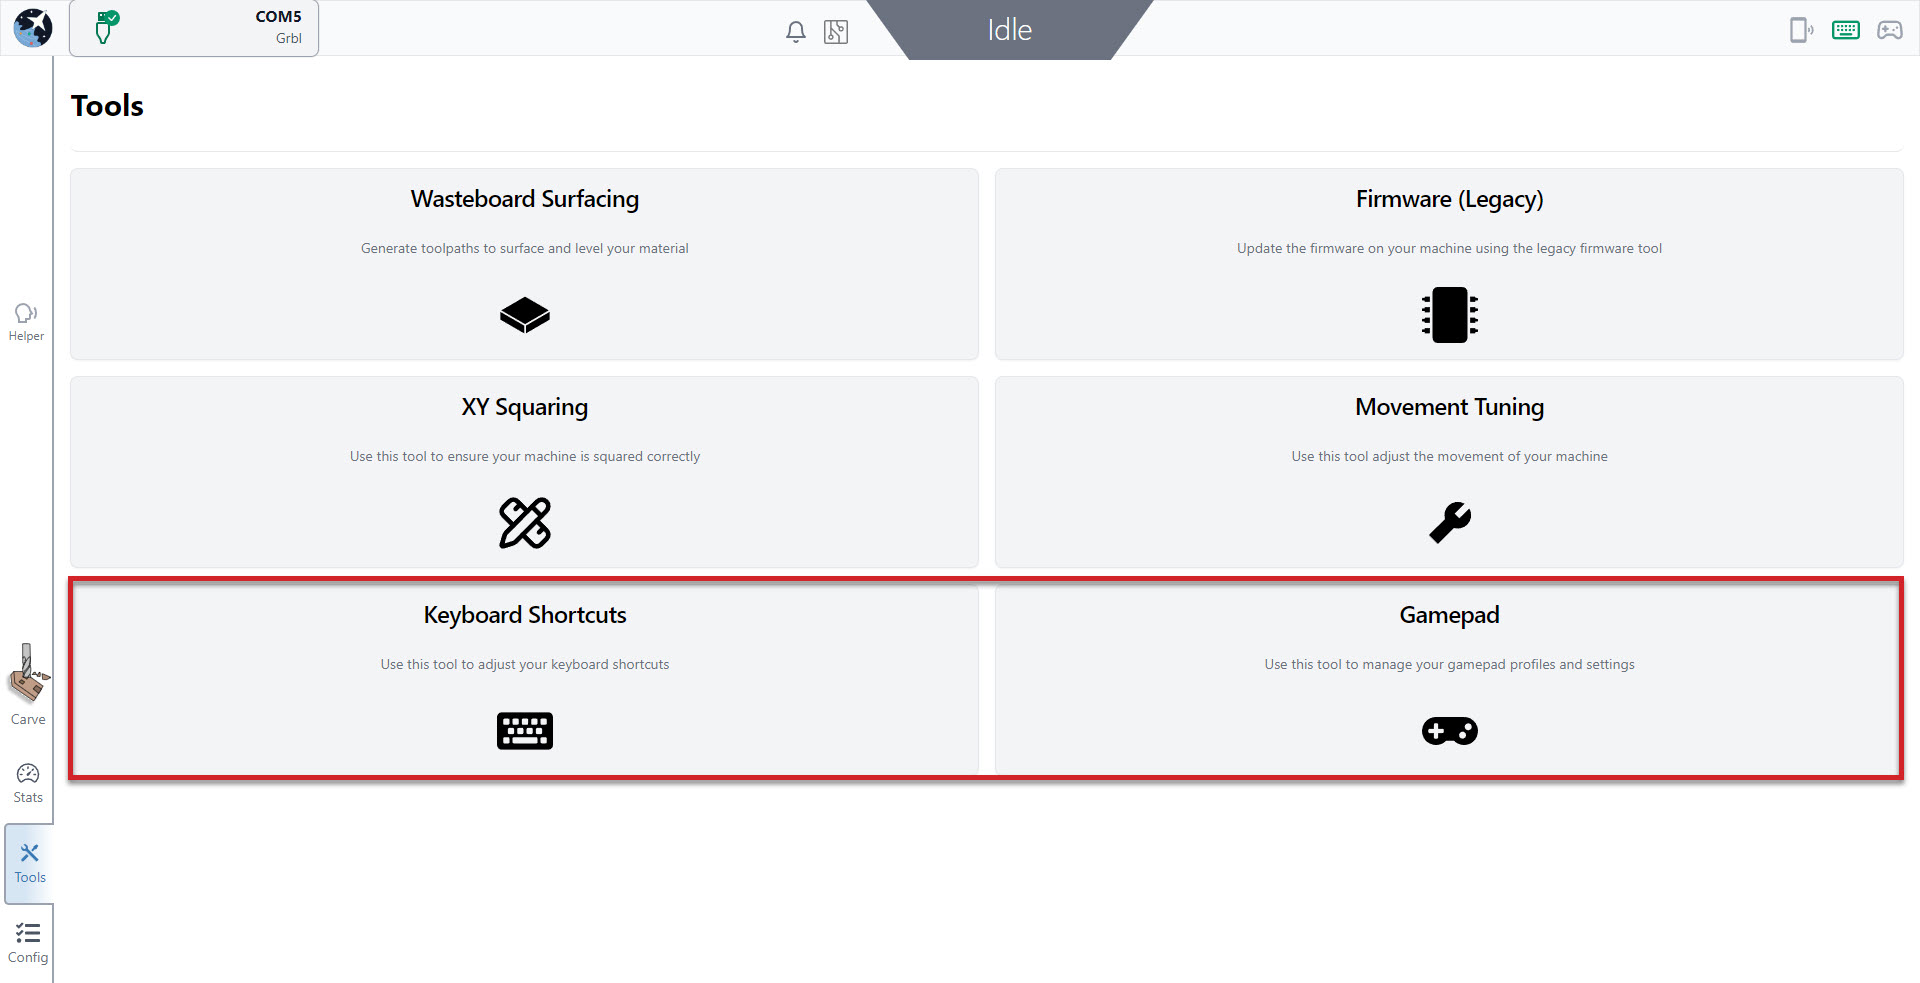 COM5
Grbl
Idle
Tools
Wasteboard Surfacing
Generate toolpaths to surface and level your material
Firmware (Legacy)
Update the firmware on your machine using the legacy firmware tool
Helper
XY Squaring
Use this tool to ensure your machine is squared correctly
Movement Tuning
Use this tool adjust the movement of your machine
Keyboard Shortcuts
Use this tool to adjust your keyboard shortcuts
Gamepad
Use this tool to manage your gamepad profiles and settings
Carve
Stats
Tools
Config